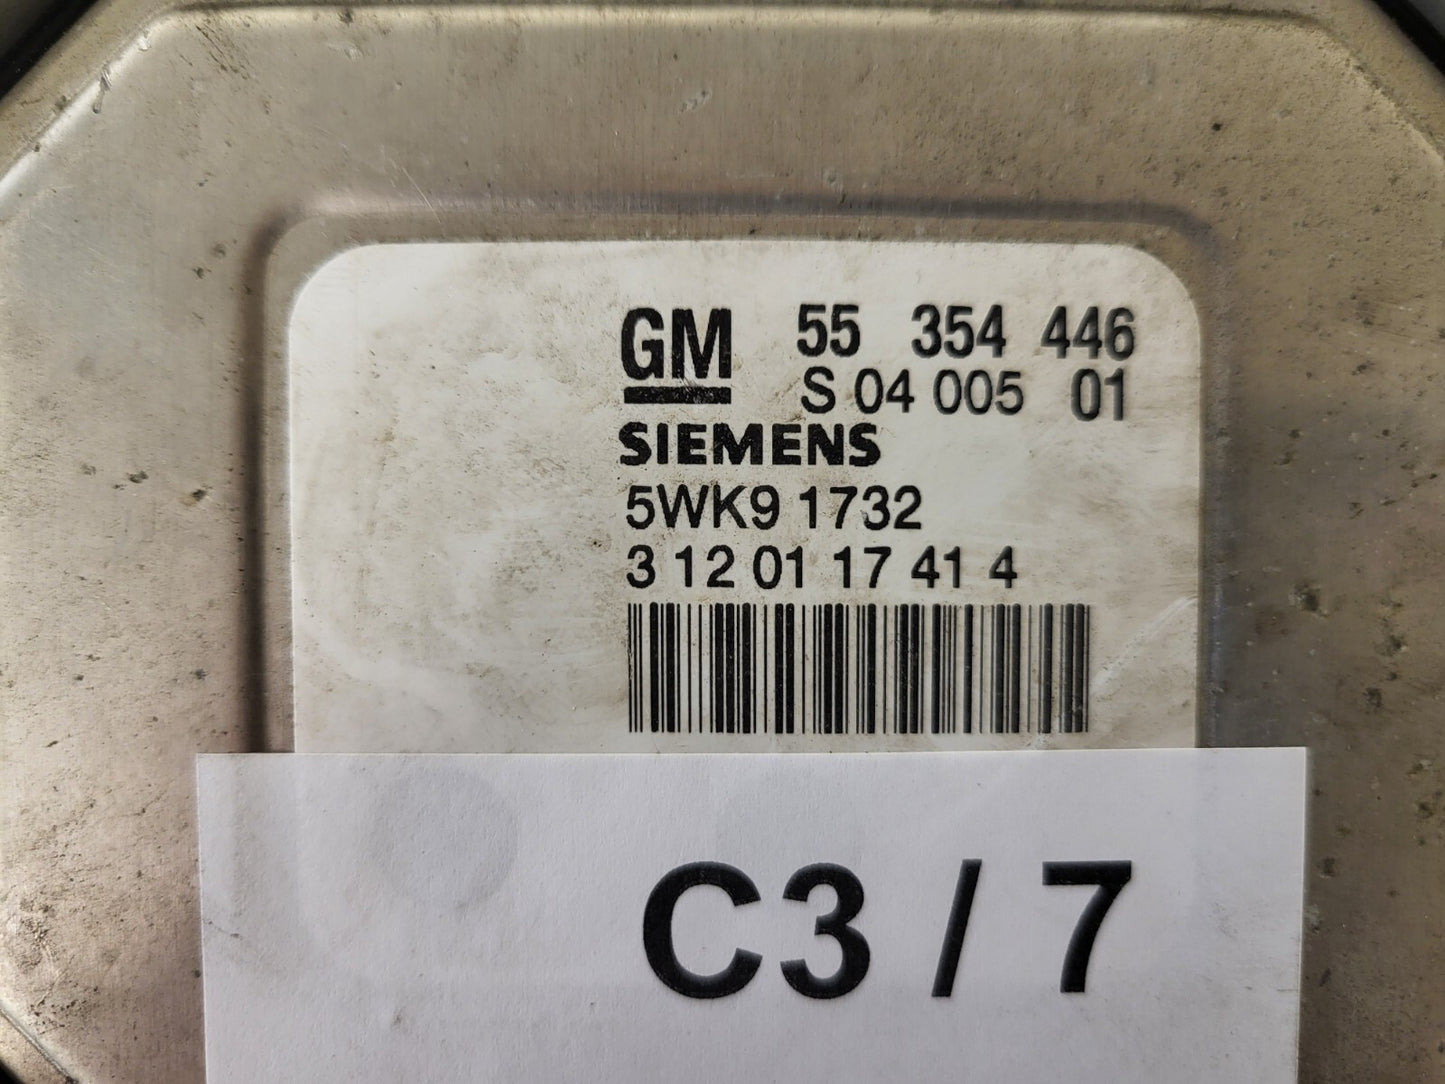 GM 55 354 446
S 04 005 01
SIEMENS
5WK9 1732
3 12 01 17 41 4
C3 / 7